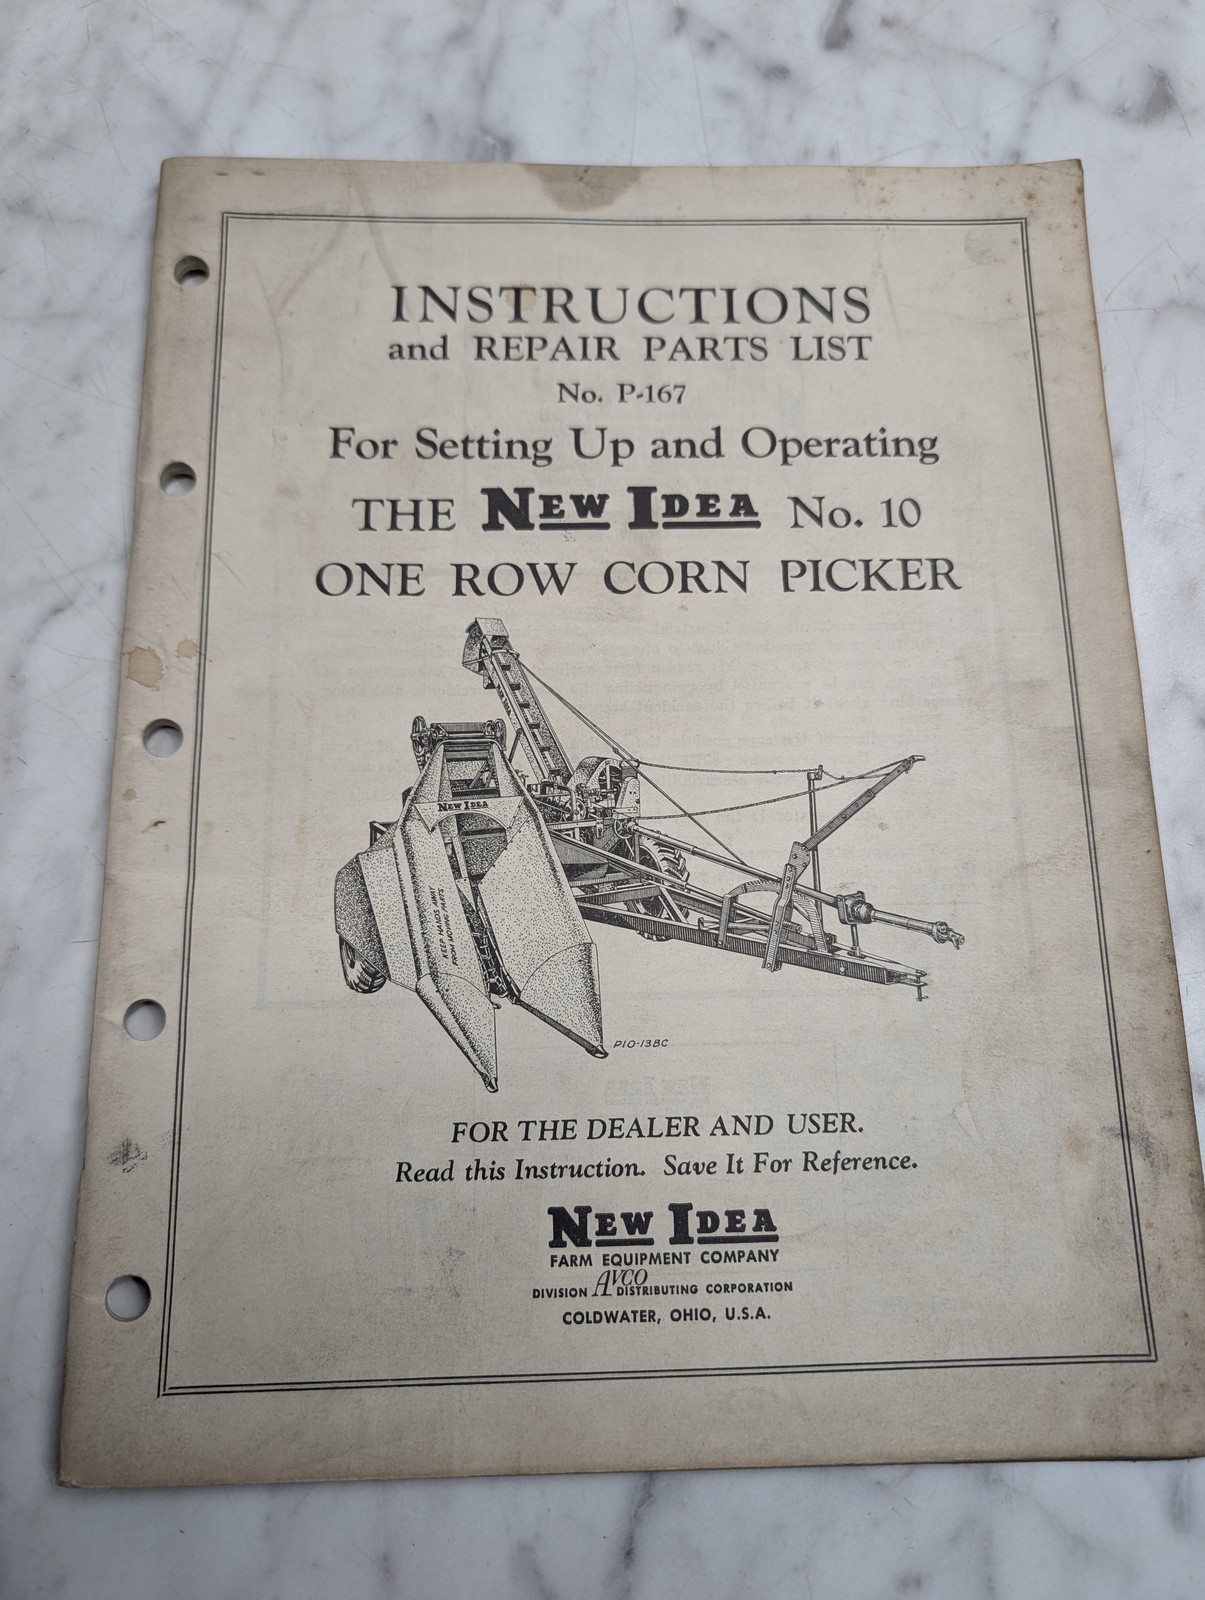 INSTRUCTIONS
and REPAIR PARTS LIST
No. P-167
For Setting Up and Operating
THE NEW IDEA No. 10
ONE ROW CORN PICKER
NEW IDEA
KEEP HANDS AWAY
FROM MOVING PARTS
P10-13BC
FOR THE DEALER AND USER.
Read this Instruction. Save It For Reference.
NEW IDEA
FARM EQUIPMENT COMPANY
DIVISION AVCO DISTRIBUTING CORPORATION
COLDWATER, OHIO, U.S.A.